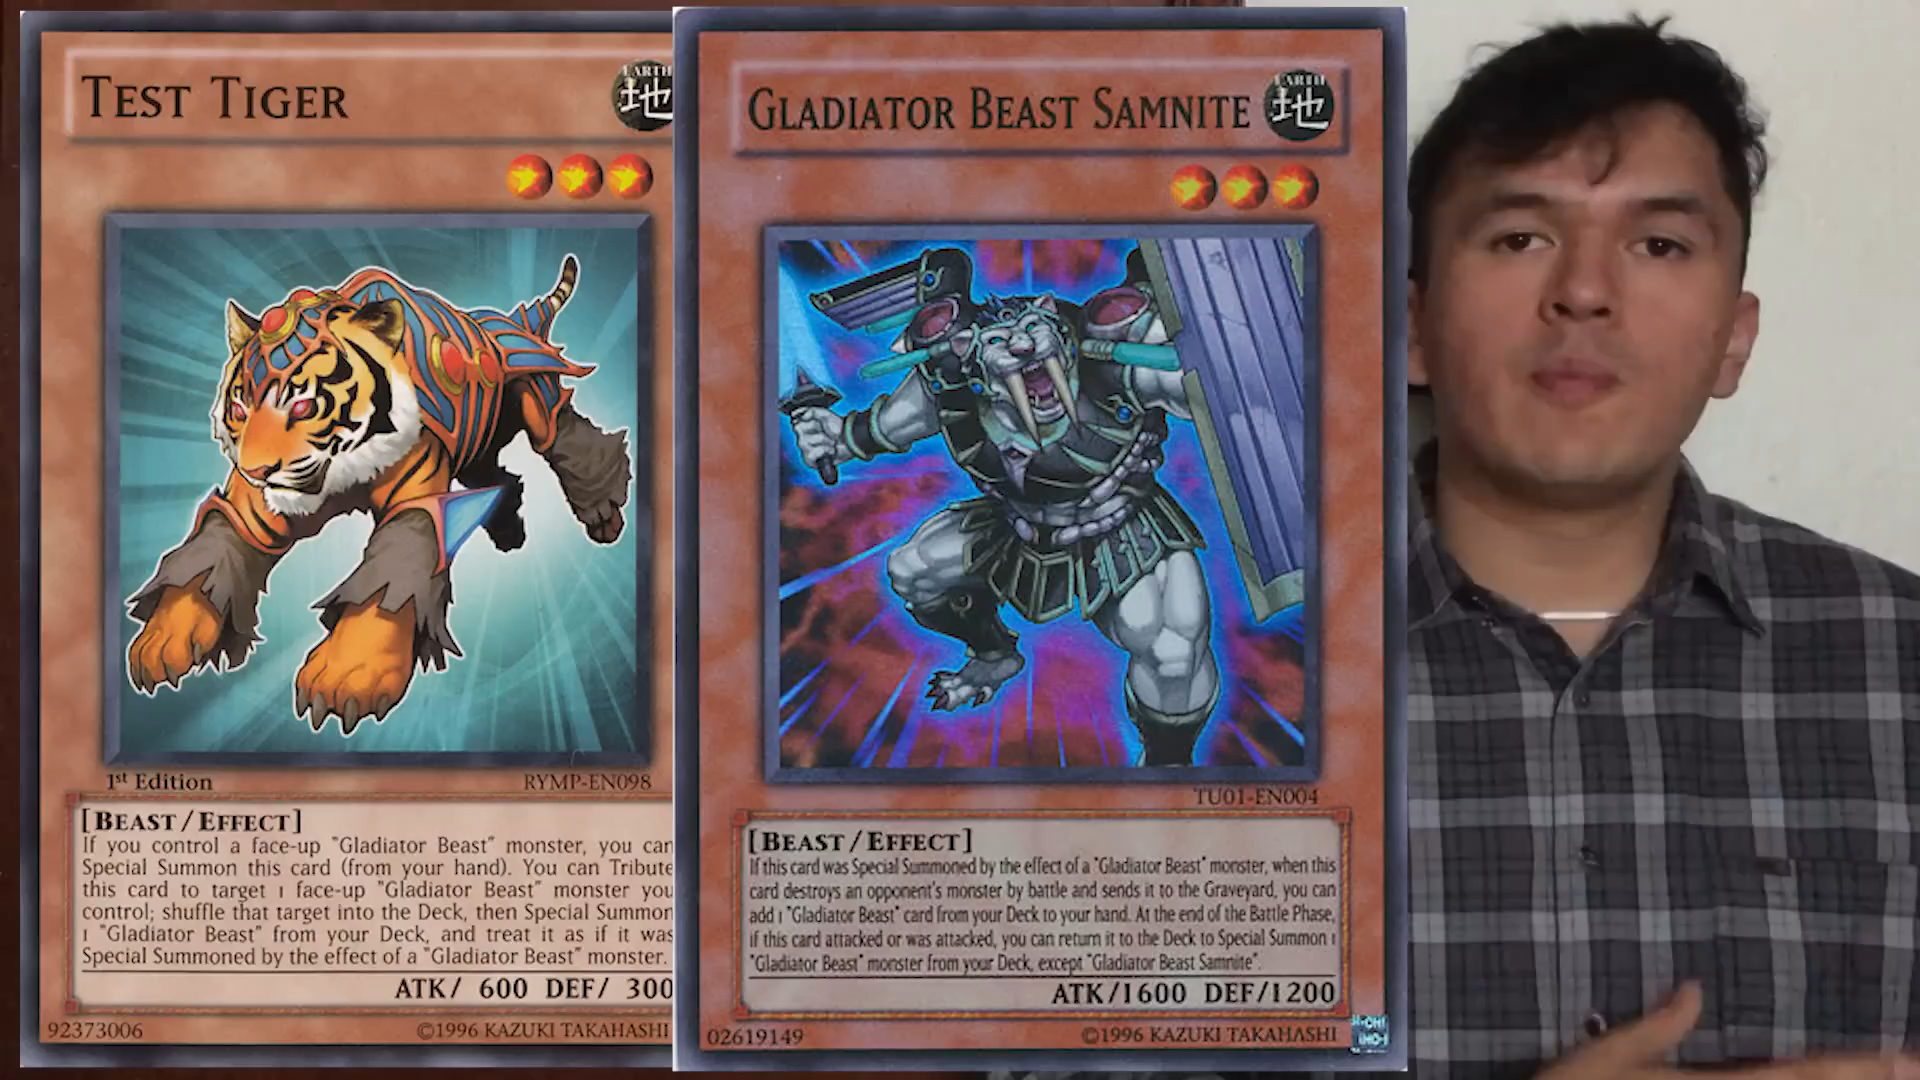 TEST TIGER
EARTH
地
1st Edition
RYMP-EN098
[BEAST/EFFECT]
If you control a face-up "Gladiator Beast" monster, you can
Special Summon this card (from your hand). You can Tribute
this card to target 1 face-up "Gladiator Beast" monster you
control; shuffle that target into the Deck, then Special Summon
1 "Gladiator Beast" from your Deck, and treat it as if it was
Special Summoned by the effect of a "Gladiator Beast" monster.
ATK/ 600 DEF/ 300
92373006
©1996 KAZUKI TAKAHASHI
GLADIATOR BEAST SAMNITE
EARTH
地
TU01-EN004
[BEAST/EFFECT]
If this card was Special Summoned by the effect of a "Gladiator Beast" monster, when this
card destroys an opponent's monster by battle and sends it to the Graveyard, you can
add 1 "Gladiator Beast" card from your Deck to your hand. At the end of the Battle Phase,
if this card attacked or was attacked, you can return it to the Deck to Special Summon 1
"Gladiator Beast" monster from your Deck, except "Gladiator Beast Samnite".
ATK/1600 DEF/1200
02619149
©1996 KAZUKI TAKAHASHI